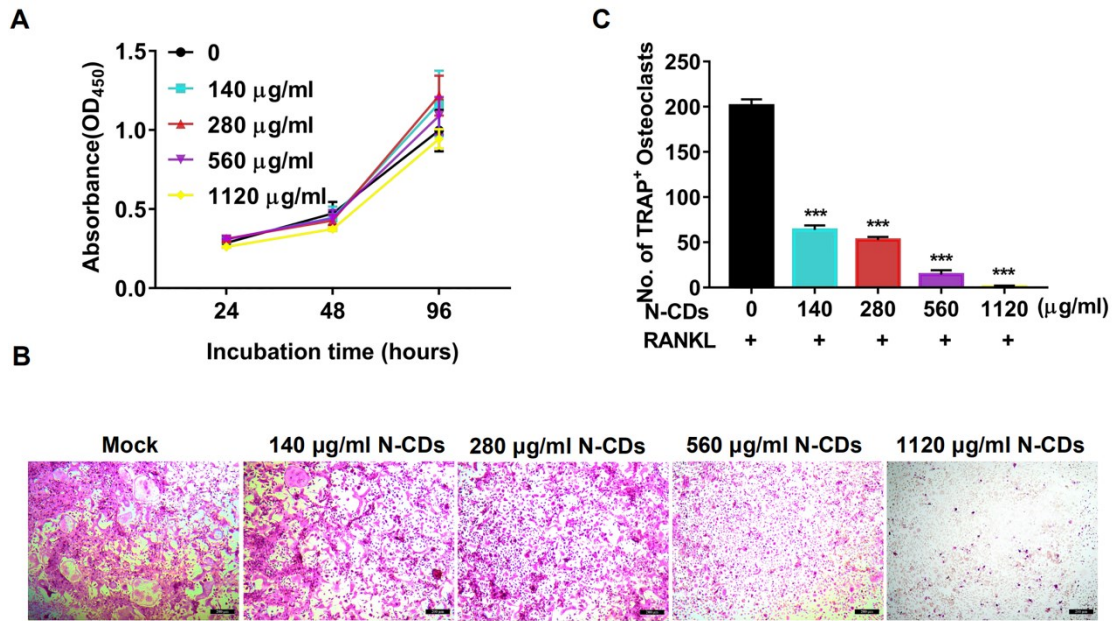 A
Absorbance(OD450)
1.5
1.0
0.5
0.0
0
140 μg/ml
280 μg/ml
560 μg/ml
1120 μg/ml
24 48 96
Incubation time (hours)
C
No. of TRAP+ Osteoclasts
250
200
150
100
50
0
*** *** *** ***
N-CDs 0 140 280 560 1120 (μg/ml)
RANKL + + + + +
B
Mock 140 μg/ml N-CDs 280 μg/ml N-CDs 560 μg/ml N-CDs 1120 μg/ml N-CDs